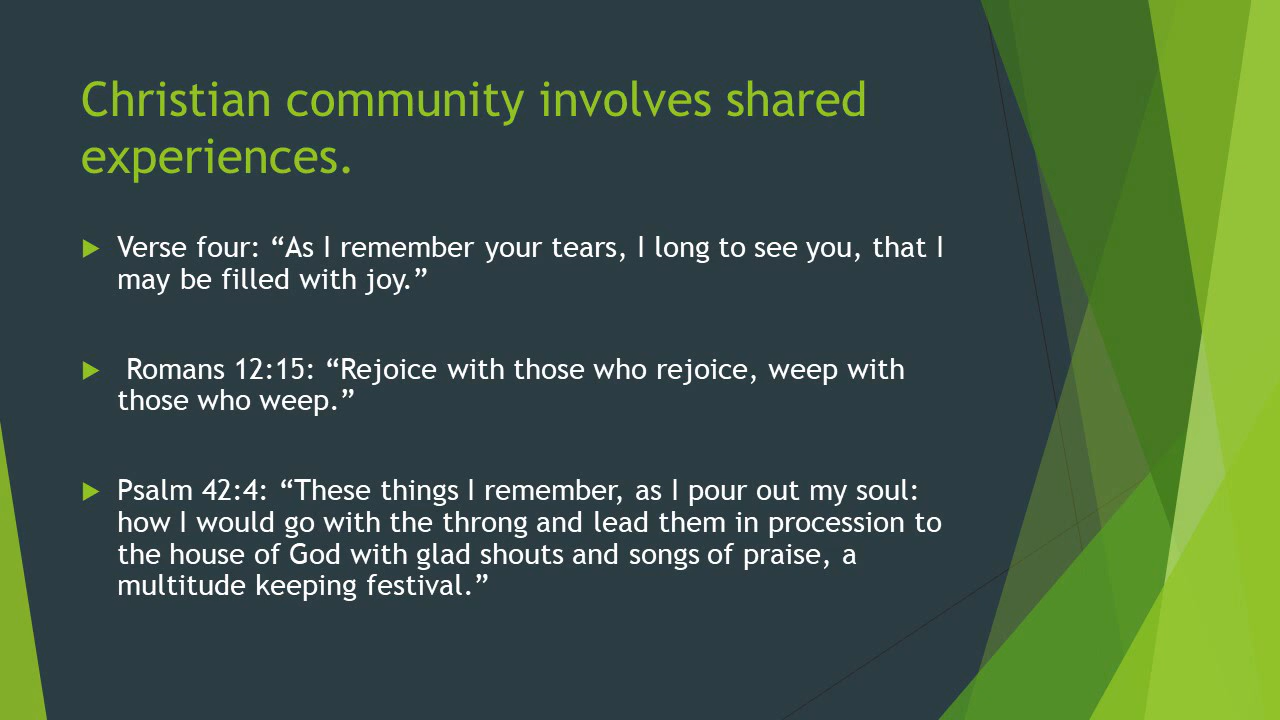 Christian community involves shared
experiences.
Verse four: “As I remember your tears, I long to see you, that I
may be filled with joy.”
Romans 12:15: “Rejoice with those who rejoice, weep with
those who weep.”
Psalm 42:4: “These things I remember, as I pour out my soul:
how I would go with the throng and lead them in procession to
the house of God with glad shouts and songs of praise, a
multitude keeping festival.”